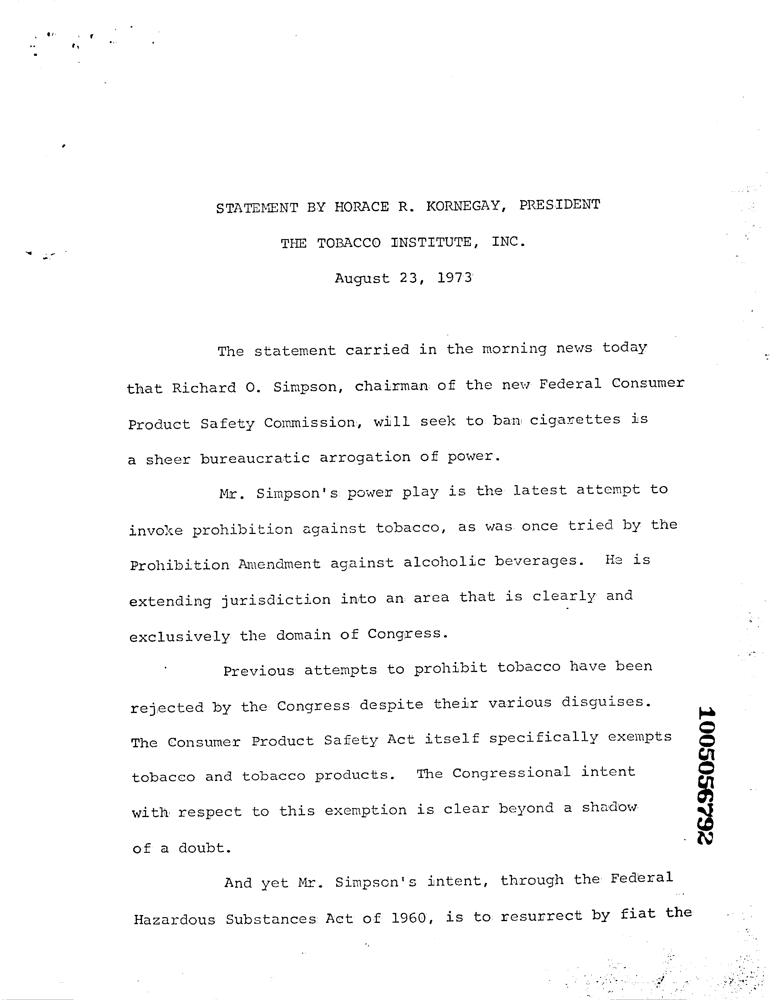 STATEMENT BY HORACE R. KORNEGAY, PRESIDENT
THE TOBACCO INSTITUTE, INC.
August 23, 1973
The statement carried in the morning news today
that Richard O. Simpson, chairman of the new Federal Consumer
Product Safety Commission, will seek to ban cigarettes is
a sheer bureaucratic arrogation of power.
Mr. Simpson's power play is the latest attempt to
invoke prohibition against tobacco, as was once tried by the
Prohibition Amendment against alcoholic beverages. He is
extending jurisdiction into an area that is clearly and
exclusively the domain of Congress.
Previous attempts to prohibit tobacco have been
rejected by the Congress despite their various disguises.
The Consumer Product Safety Act itself specifically exempts
tobacco and tobacco products. The Congressional intent
with respect to this exemption is clear beyond a shadow
of a doubt.
And yet Mr. Simpson's intent, through the Federal
Hazardous Substances Act of 1960, is to resurrect by fiat the
1005056792